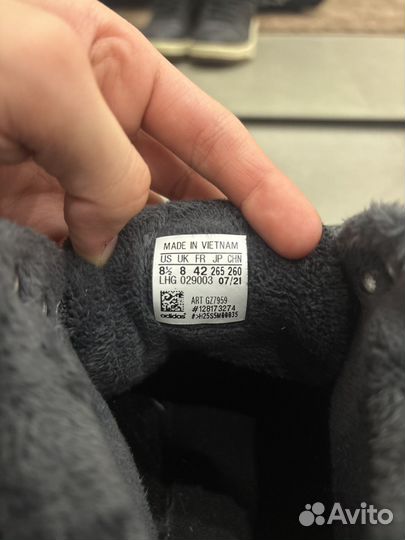 MADE IN VIETNAM
US UK FR JP CHN
8½ 8 42 265 260
LHG 029003 07/21
ART GZ7959
#128173274
#:H25S5M00035
adidas
Avito